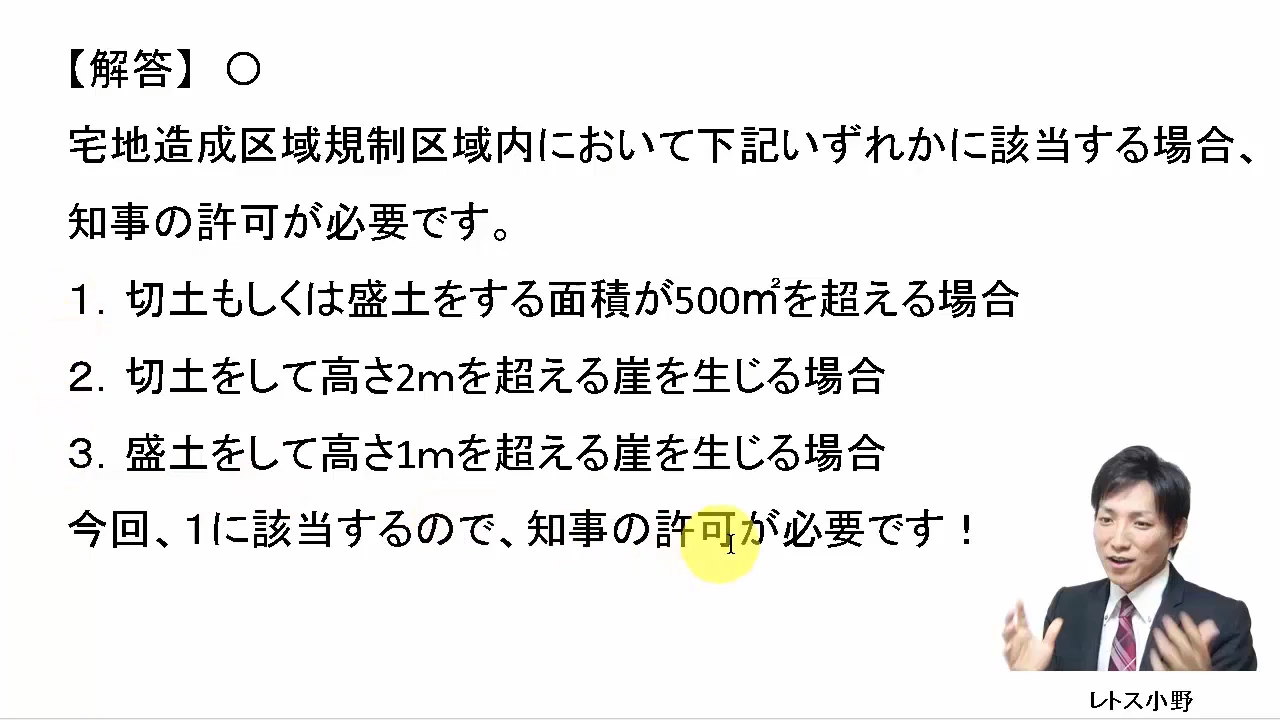 【解答】 ○
宅地造成区域規制区域内において下記いずれかに該当する場合、
知事の許可が必要です。
１．切土もしくは盛土をする面積が500㎡を超える場合
２．切土をして高さ2ｍを超える崖を生じる場合
３．盛土をして高さ1ｍを超える崖を生じる場合
今回、１に該当するので、知事の許可が必要です！
レトス小野